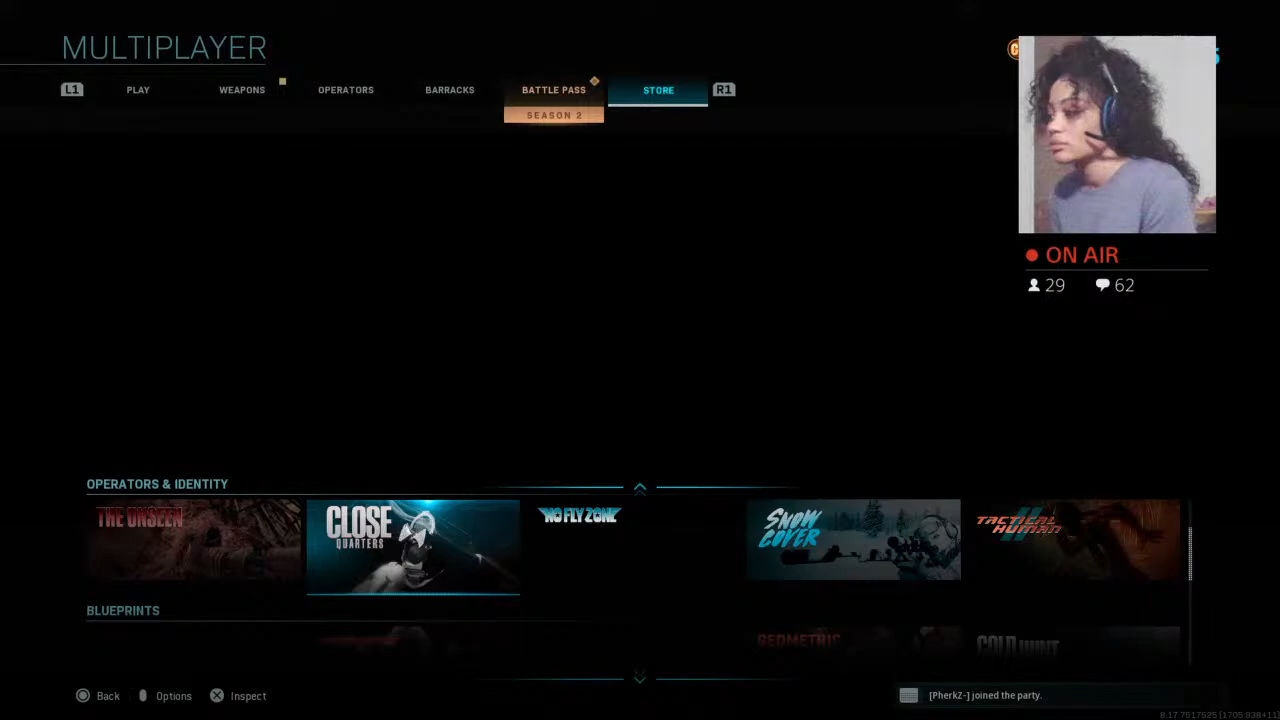 MULTIPLAYER
L1 PLAY WEAPONS OPERATORS BARRACKS BATTLE PASS STORE R1
SEASON 2
ON AIR
29 62
OPERATORS & IDENTITY
THE UNSEEN
CLOSE
QUARTERS
NO FLY ZONE
SNOW
COVER
TACTICAL
HUMAN
BLUEPRINTS
GEOMETRIC
COLD HUNT
Back Options Inspect
[PherkZ-] joined the party.